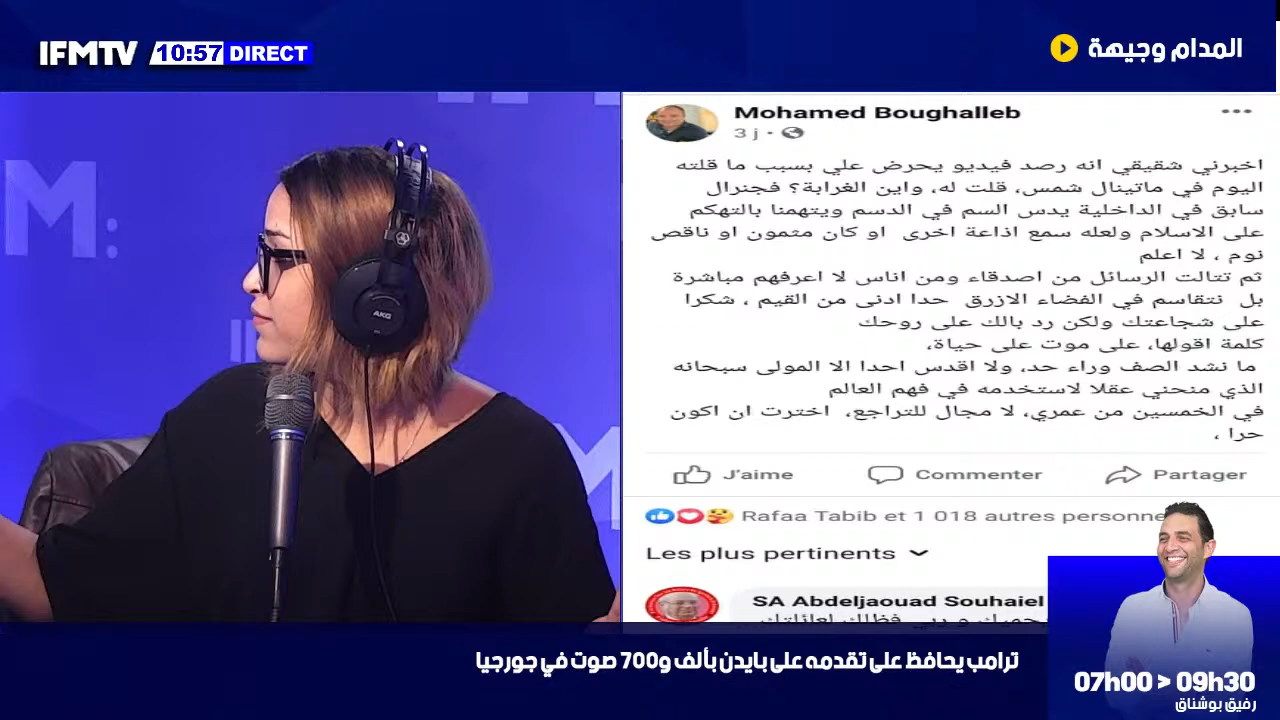 IFMTV 10:57 DIRECT
المدام وجيهة
M:
Mohamed Boughalleb
3 j
اخبرني شقيقي انه رصد فيديو يحرض علي بسبب ما قلته
اليوم في ماتينال شمس، قلت له، واين الغرابة؟ فجنرال
سابق في الداخلية يدس السم في الدسم ويتهمنا بالتهكم
على الاسلام ولعله سمع اذاعة اخرى او كان مثمون او ناقص
نوم ، لا اعلم
ثم تتالت الرسائل من اصدقاء ومن اناس لا اعرفهم مباشرة
بل نتقاسم في الفضاء الازرق حدا ادنى من القيم ، شكرا
على شجاعتك ولكن رد بالك على روحك
كلمة اقولها، على موت على حياة،
ما نشد الصف وراء حد، ولا اقدس احدا الا المولى سبحانه
الذي منحني عقلا لاستخدمه في فهم العالم
في الخمسين من عمري، لا مجال للتراجع، اخترت ان اكون
حرا ،
J'aime Commenter Partager
Rafaa Tabib et 1 018 autres personne
Les plus pertinents
SA Abdeljaouad Souhaiel
AKG
ترامب يحافظ على تقدمه على بايدن بألف و700 صوت في جورجيا
07h00 < 09h30
رفيق بوشناق